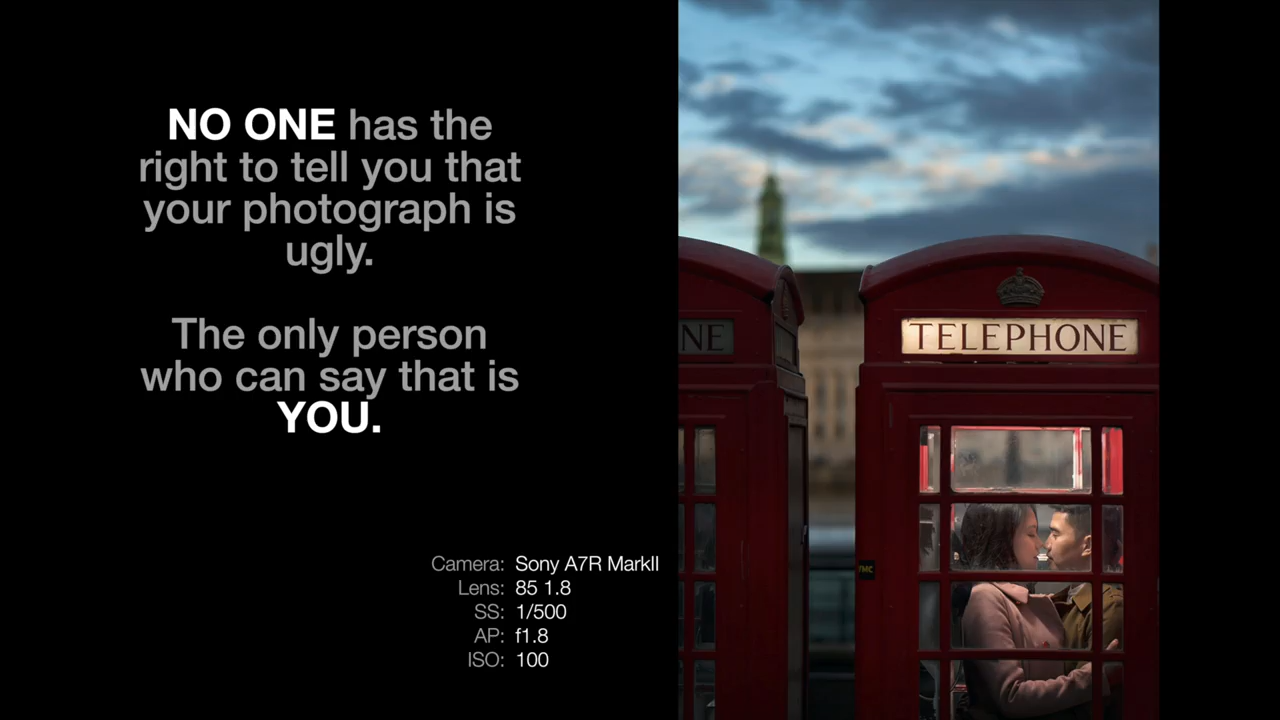 NO ONE has the
right to tell you that
your photograph is
ugly.
The only person
who can say that is
YOU.
Camera: Sony A7R MarkII
Lens: 85 1.8
SS: 1/500
AP: f1.8
ISO: 100
NE
TELEPHONE